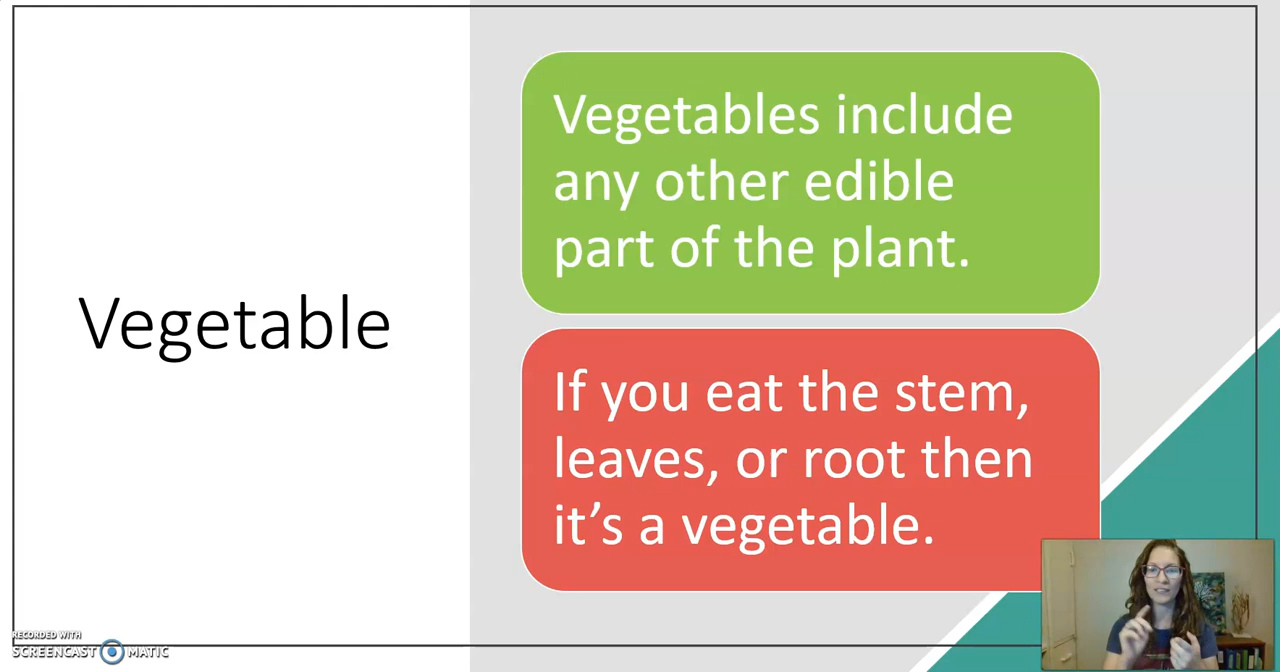 Vegetable
Vegetables include
any other edible
part of the plant.
If you eat the stem,
leaves, or root then
it’s a vegetable.
RECORDED WITH
SCREENCAST MATIC